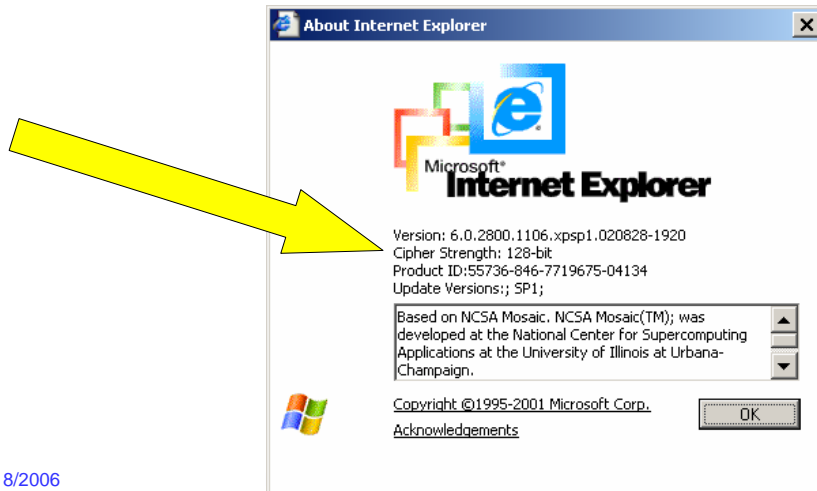 About Internet Explorer
Microsoft®
Internet Explorer
Version: 6.0.2800.1106.xpsp1.020828-1920
Cipher Strength: 128-bit
Product ID:55736-846-7719675-04134
Update Versions:; SP1;
Based on NCSA Mosaic. NCSA Mosaic(TM); was
developed at the National Center for Supercomputing
Applications at the University of Illinois at Urbana-
Champaign.
Copyright ©1995-2001 Microsoft Corp.
OK
Acknowledgements
8/2006